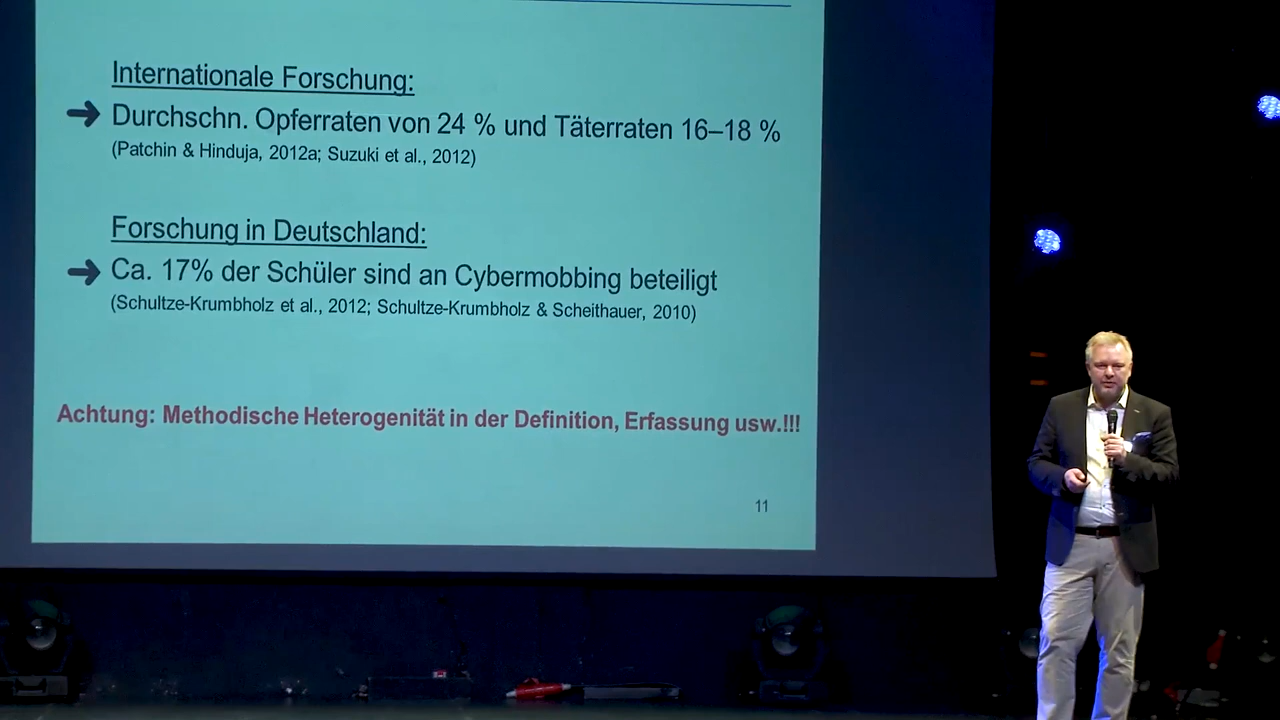 Internationale Forschung:
➔ Durchschn. Opferraten von 24 % und Täterraten 16–18 %
(Patchin & Hinduja, 2012a; Suzuki et al., 2012)
Forschung in Deutschland:
➔ Ca. 17% der Schüler sind an Cybermobbing beteiligt
(Schultze-Krumbholz et al., 2012; Schultze-Krumbholz & Scheithauer, 2010)
Achtung: Methodische Heterogenität in der Definition, Erfassung usw.!!!
11